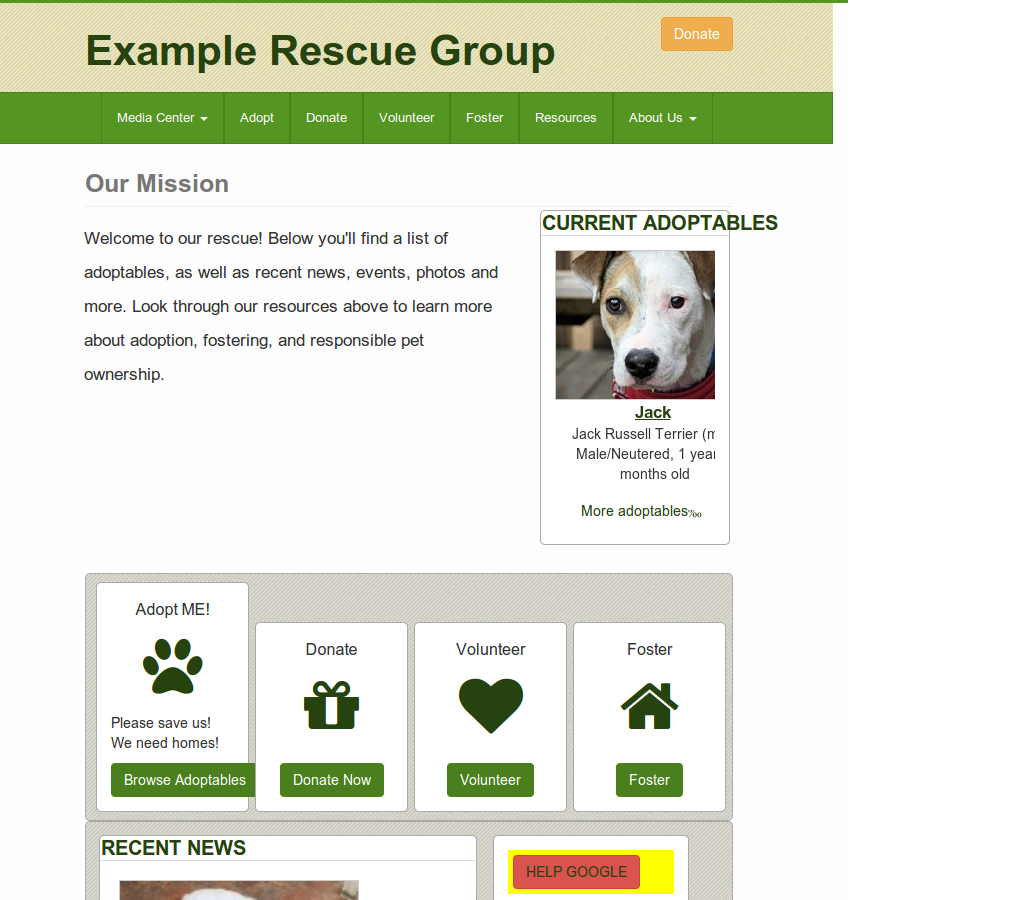 Donate
Example Rescue Group
Media Center
Adopt
Donate
Volunteer
Foster
Resources
About Us
Our Mission
Welcome to our rescue! Below you'll find a list of
adoptables, as well as recent news, events, photos and
more. Look through our resources above to learn more
about adoption, fostering, and responsible pet
ownership.
CURRENT ADOPTABLES
Jack
Jack Russell Terrier (m
Male/Neutered, 1 year
months old
More adoptables‰
Adopt ME!
Please save us!
We need homes!
Browse Adoptables
Donate
Donate Now
Volunteer
Volunteer
Foster
Foster
RECENT NEWS
HELP GOOGLE